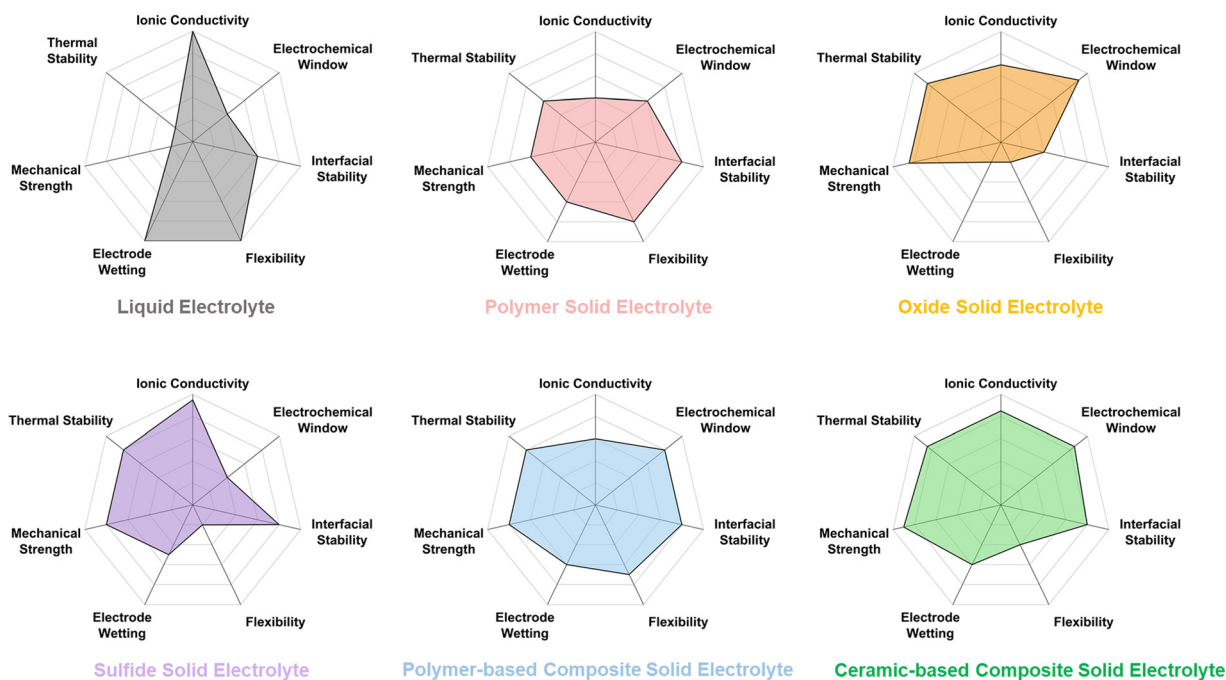 Ionic Conductivity
Thermal
Stability
Electrochemical
Window
Mechanical
Strength
Interfacial
Stability
Electrode
Wetting
Flexibility
Liquid Electrolyte
Ionic Conductivity
Thermal Stability
Electrochemical
Window
Mechanical
Strength
Interfacial
Stability
Electrode
Wetting
Flexibility
Polymer Solid Electrolyte
Ionic Conductivity
Thermal Stability
Electrochemical
Window
Mechanical
Strength
Interfacial
Stability
Electrode
Wetting
Flexibility
Oxide Solid Electrolyte
Ionic Conductivity
Thermal Stability
Electrochemical
Window
Mechanical
Strength
Interfacial
Stability
Electrode
Wetting
Flexibility
Sulfide Solid Electrolyte
Ionic Conductivity
Thermal Stability
Electrochemical
Window
Mechanical
Strength
Interfacial
Stability
Electrode
Wetting
Flexibility
Polymer-based Composite Solid Electrolyte
Ionic Conductivity
Thermal Stability
Electrochemical
Window
Mechanical
Strength
Interfacial
Stability
Electrode
Wetting
Flexibility
Ceramic-based Composite Solid Electrolyte